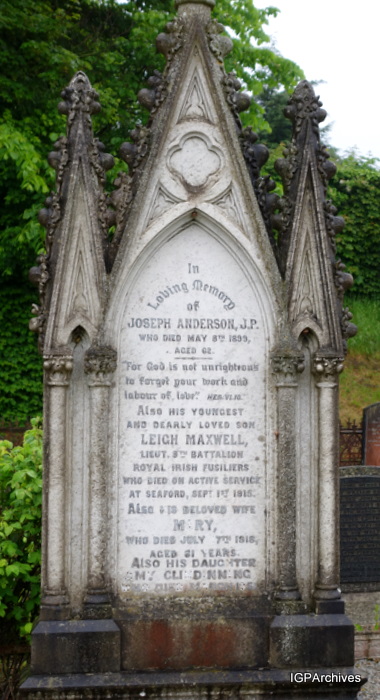 In
Loving Memory
of
JOSEPH ANDERSON, J.P.
WHO DIED MAY 8TH 1899,
AGED 62.
"For God is not unrighteous
to forget your work and
labour of love." HEB. VI. 10.
Also HIS YOUNGEST
AND DEARLY LOVED SON
LEIGH MAXWELL,
LIEUT. 5TH BATTALION
ROYAL IRISH FUSILIERS
WHO DIED ON ACTIVE SERVICE
AT SEAFORD, SEPT 1ST 1915.
Also HIS BELOVED WIFE
M RY,
WHO DIED JULY 7TH 1918,
AGED 81 YEARS.
ALSO HIS DAUGHTER
IGPArchives